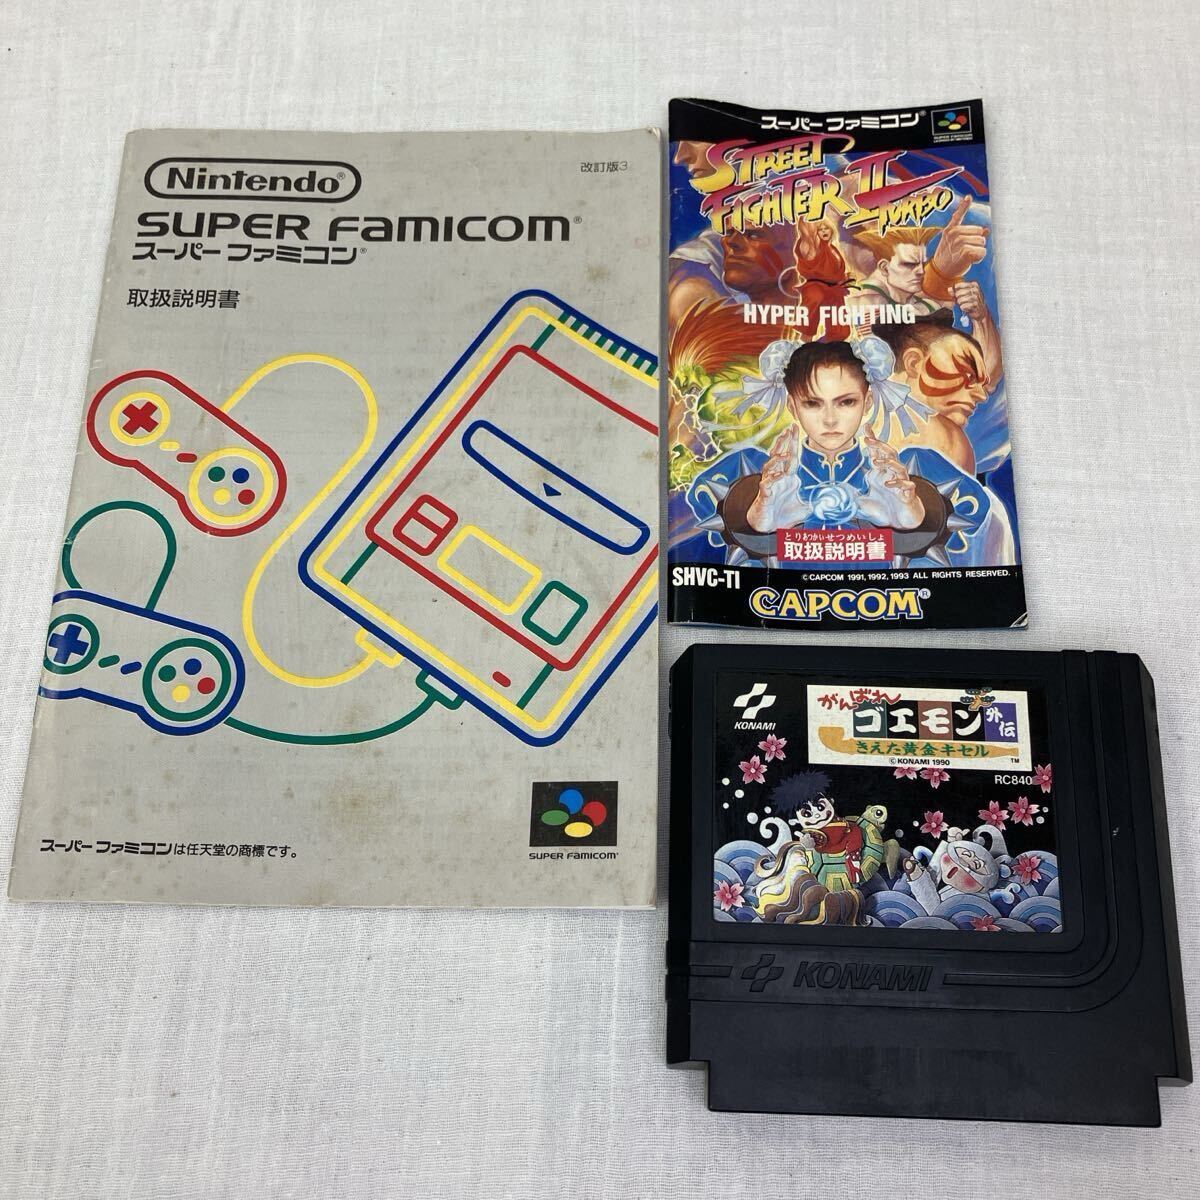 Nintendo®
改訂版3
SUPER FAMICOM®
スーパーファミコン®
取扱説明書
スーパーファミコンは任天堂の商標です。
SUPER FAMICOM
スーパーファミコン®
SUPER FAMICOM
STREET
FIGHTER II
TURBO
HYPER FIGHTING
とりあつかいせつめいしょ
取扱説明書
SHVC-TI
©CAPCOM 1991, 1992, 1993 ALL RIGHTS RESERVED.
CAPCOM®
KONAMI
がんばれ
ゴエモン
外伝
きえた黄金キセル
© KONAMI 1990
TM
RC840
KONAMI